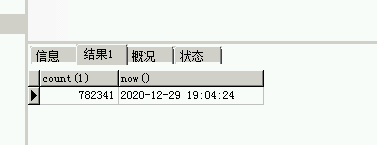 信息 结果1 概况 状态
count(1) now()
782341 2020-12-29 19:04:24